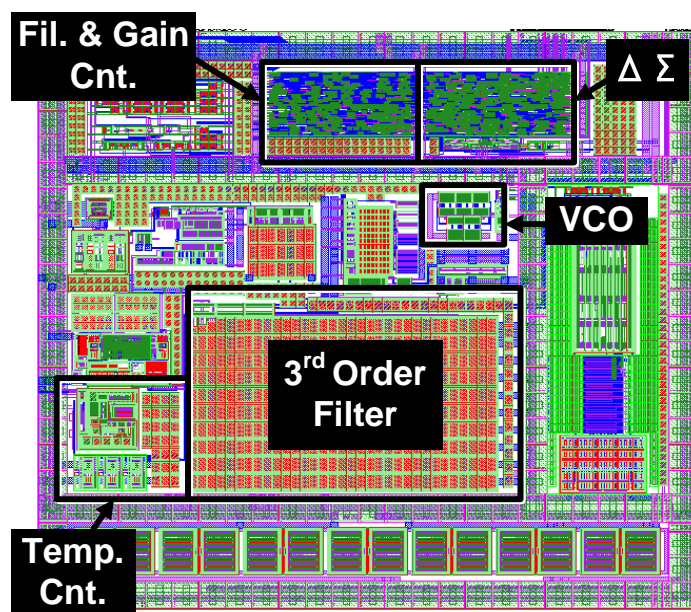 Fil. & Gain
Cnt.
Δ Σ
VCO
3rd Order
Filter
Temp.
Cnt.